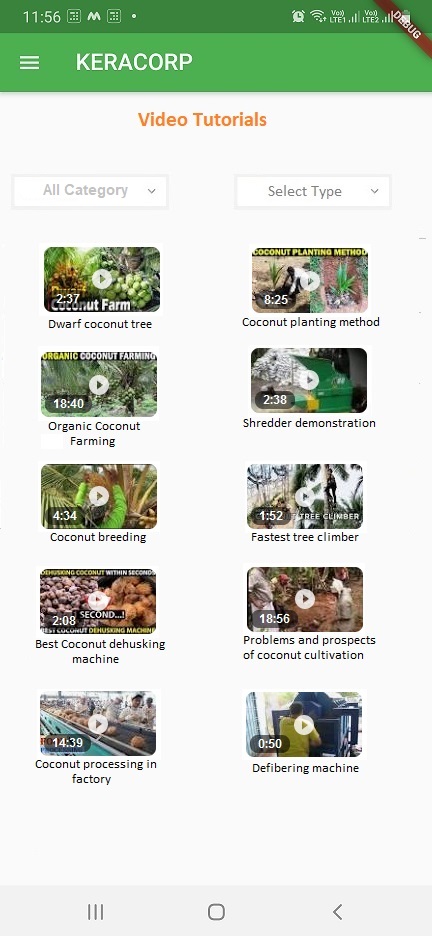 11:56
Vo))
LTE1
Vo))
LTE2
DEBUG
KERACORP
Video Tutorials
All Category
Select Type
Dwarf
Coconut Farm
2:37
Dwarf coconut tree
COCONUT PLANTING METHOD
8:25
Coconut planting method
ORGANIC COCONUT FARMING
18:40
Organic Coconut
Farming
2:38
Shredder demonstration
4:34
Coconut breeding
1:52
TREE CLIMBER
Fastest tree climber
DEHUSKING COCONUT WITHIN SECONDS
SECOND...!
2:08
BEST COCONUT DEHUSKING MACHINE
Best Coconut dehusking
machine
18:56
Problems and prospects
of coconut cultivation
14:39
Coconut processing in
factory
0:50
Defibering machine